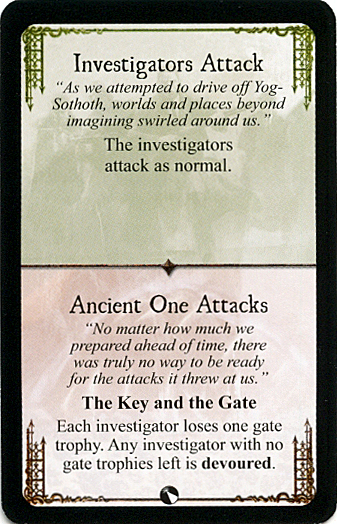 Investigators Attack
“As we attempted to drive off Yog-
Sothoth, worlds and places beyond
imagining swirled around us.”
The investigators
attack as normal.
Ancient One Attacks
“No matter how much we
prepared ahead of time, there
was truly no way to be ready
for the attacks it threw at us.”
The Key and the Gate
Each investigator loses one gate
trophy. Any investigator with no
gate trophies left is devoured.